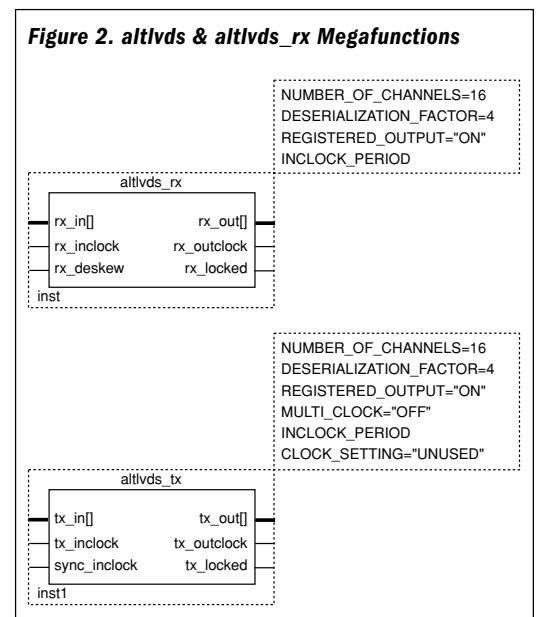 Figure 2. altlvds & altlvds_rx Megafunctions
NUMBER_OF_CHANNELS=16
DESERIALIZATION_FACTOR=4
REGISTERED_OUTPUT="ON"
INCLOCK_PERIOD
altlvds_rx
rx_in[] rx_out[]
rx_inclock rx_outclock
rx_deskew rx_locked
inst
NUMBER_OF_CHANNELS=16
DESERIALIZATION_FACTOR=4
REGISTERED_OUTPUT="ON"
MULTI_CLOCK="OFF"
INCLOCK_PERIOD
CLOCK_SETTING="UNUSED"
altlvds_tx
tx_in[] tx_out[]
tx_inclock tx_outclock
sync_inclock tx_locked
inst1